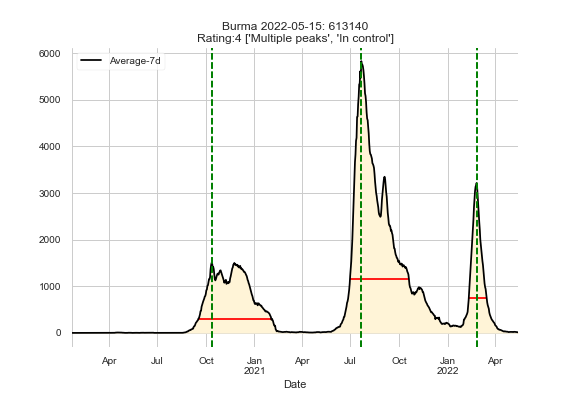 Burma 2022-05-15: 613140
Rating:4 ['Multiple peaks', 'In control']
Average-7d
6000
5000
4000
3000
2000
1000
0
Apr Jul Oct Jan Apr Jul Oct Jan Apr
2021 2022
Date